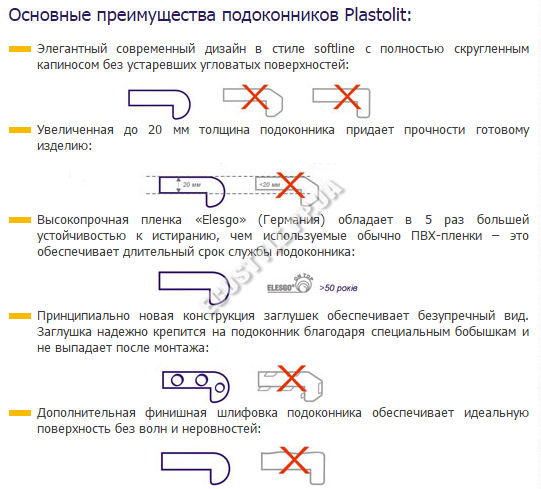 Основные преимущества подоконников Plastolit:
Элегантный современный дизайн в стиле softline с полностью скругленным
капиносом без устаревших угловатых поверхностей:
Увеличенная до 20 мм толщина подоконника придает прочности готовому
изделию:
20 мм
<20 мм
Высокопрочная пленка «Elesgo» (Германия) обладает в 5 раз большей
устойчивостью к истиранию, чем используемые обычно ПВХ-пленки – это
обеспечивает длительный срок службы подоконника:
ELESGO®
ON TOP
>50 років
Принципиально новая конструкция заглушек обеспечивает безупречный вид.
Заглушка надежно крепится на подоконник благодаря специальным бобышкам и
не выпадает после монтажа:
Дополнительная финишная шлифовка подоконника обеспечивает идеальную
поверхность без волн и неровностей: